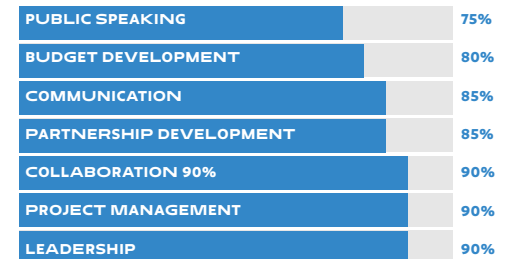 PUBLIC SPEAKING 75%
BUDGET DEVELOPMENT 80%
COMMUNICATION 85%
PARTNERSHIP DEVELOPMENT 85%
COLLABORATION 90% 90%
PROJECT MANAGEMENT 90%
LEADERSHIP 90%